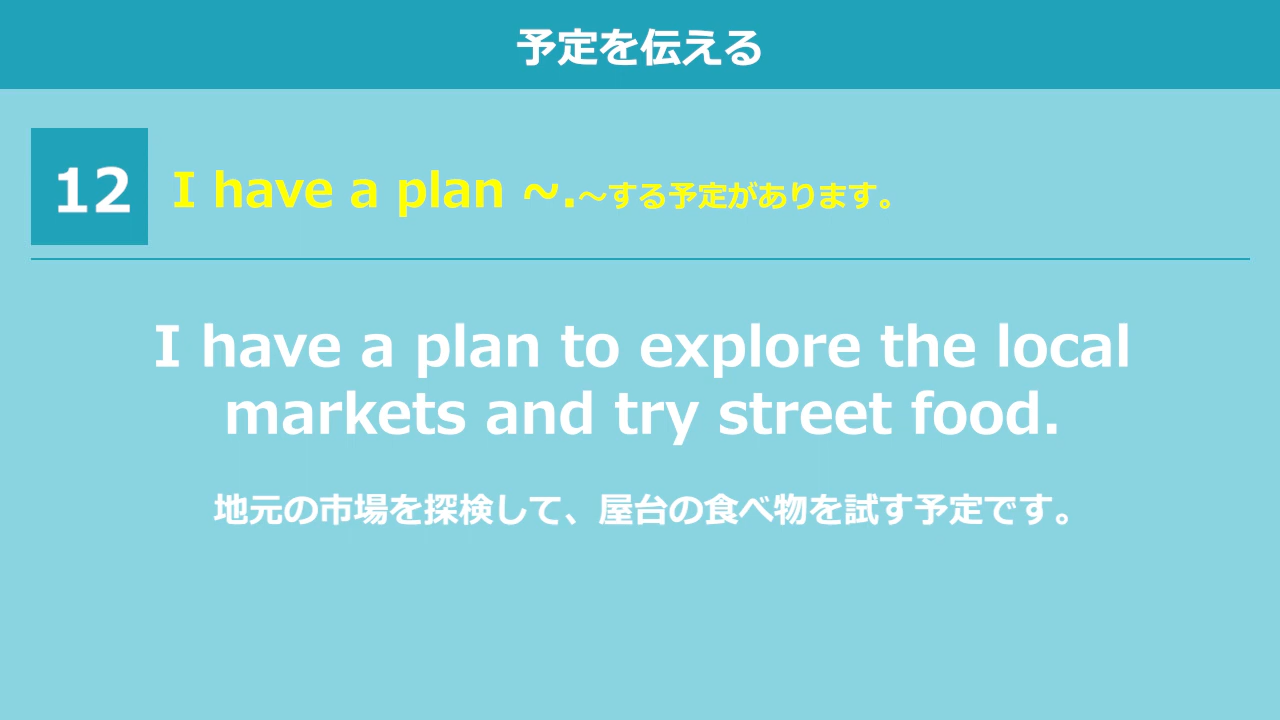 予定を伝える
12
I have a plan ~.～する予定があります。
I have a plan to explore the local
markets and try street food.
地元の市場を探検して、屋台の食べ物を試す予定です。